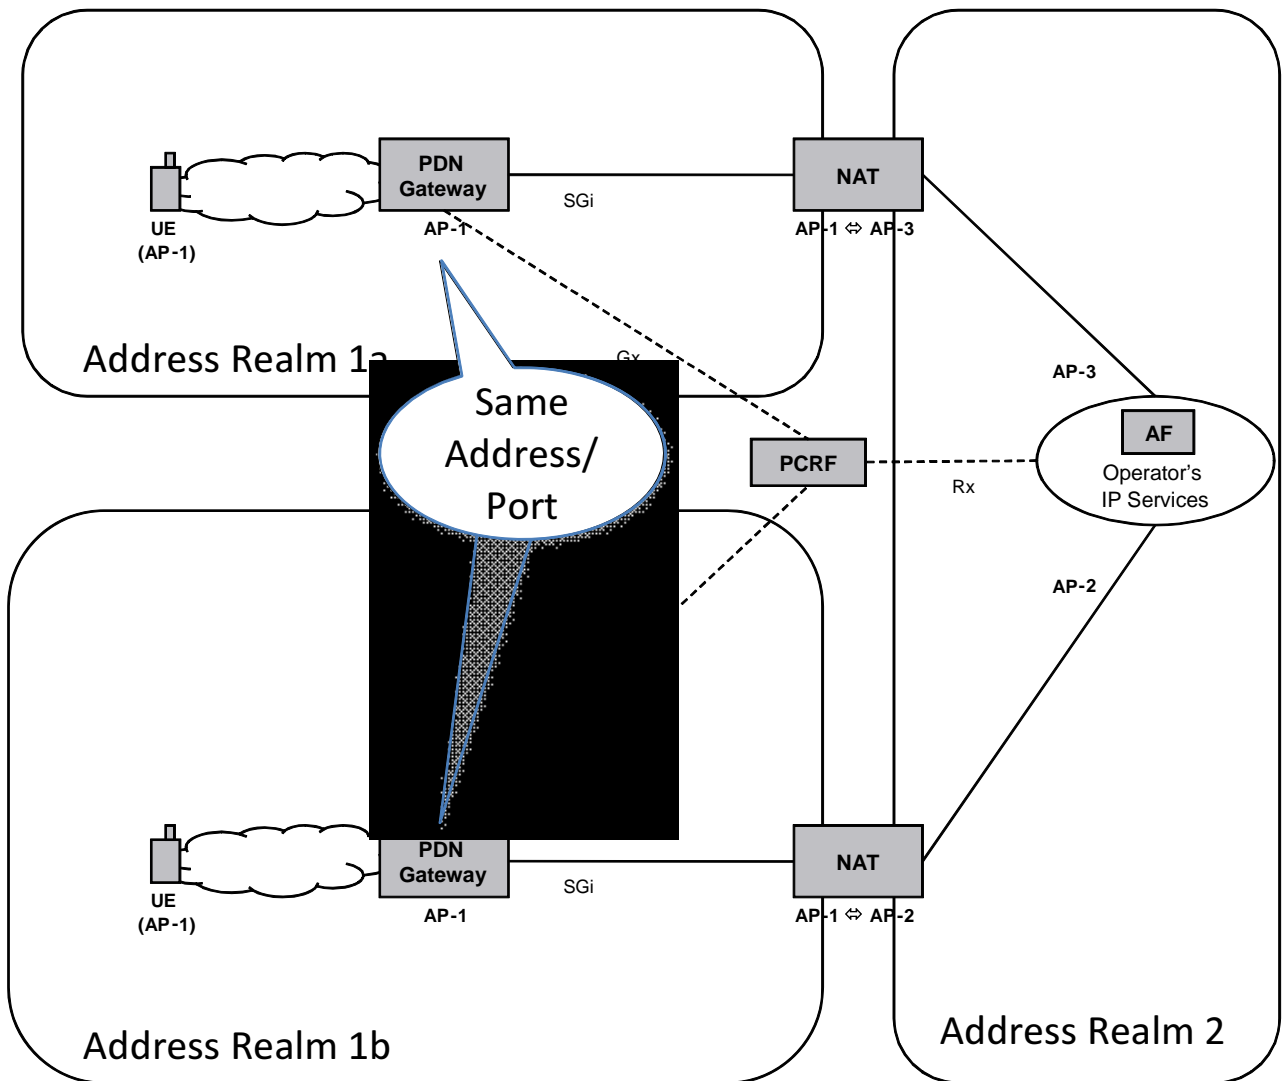 PDN
Gateway
NAT
SGi
UE
(AP-1)
AP-1
AP-1 ⇔ AP-3
Address Realm 1a
Gx
AP-3
Same
Address/
Port
AF
PCRF
Operator's
IP Services
Rx
AP-2
PDN
Gateway
NAT
SGi
UE
(AP-1)
AP-1
AP-1 ⇔ AP-2
Address Realm 1b
Address Realm 2